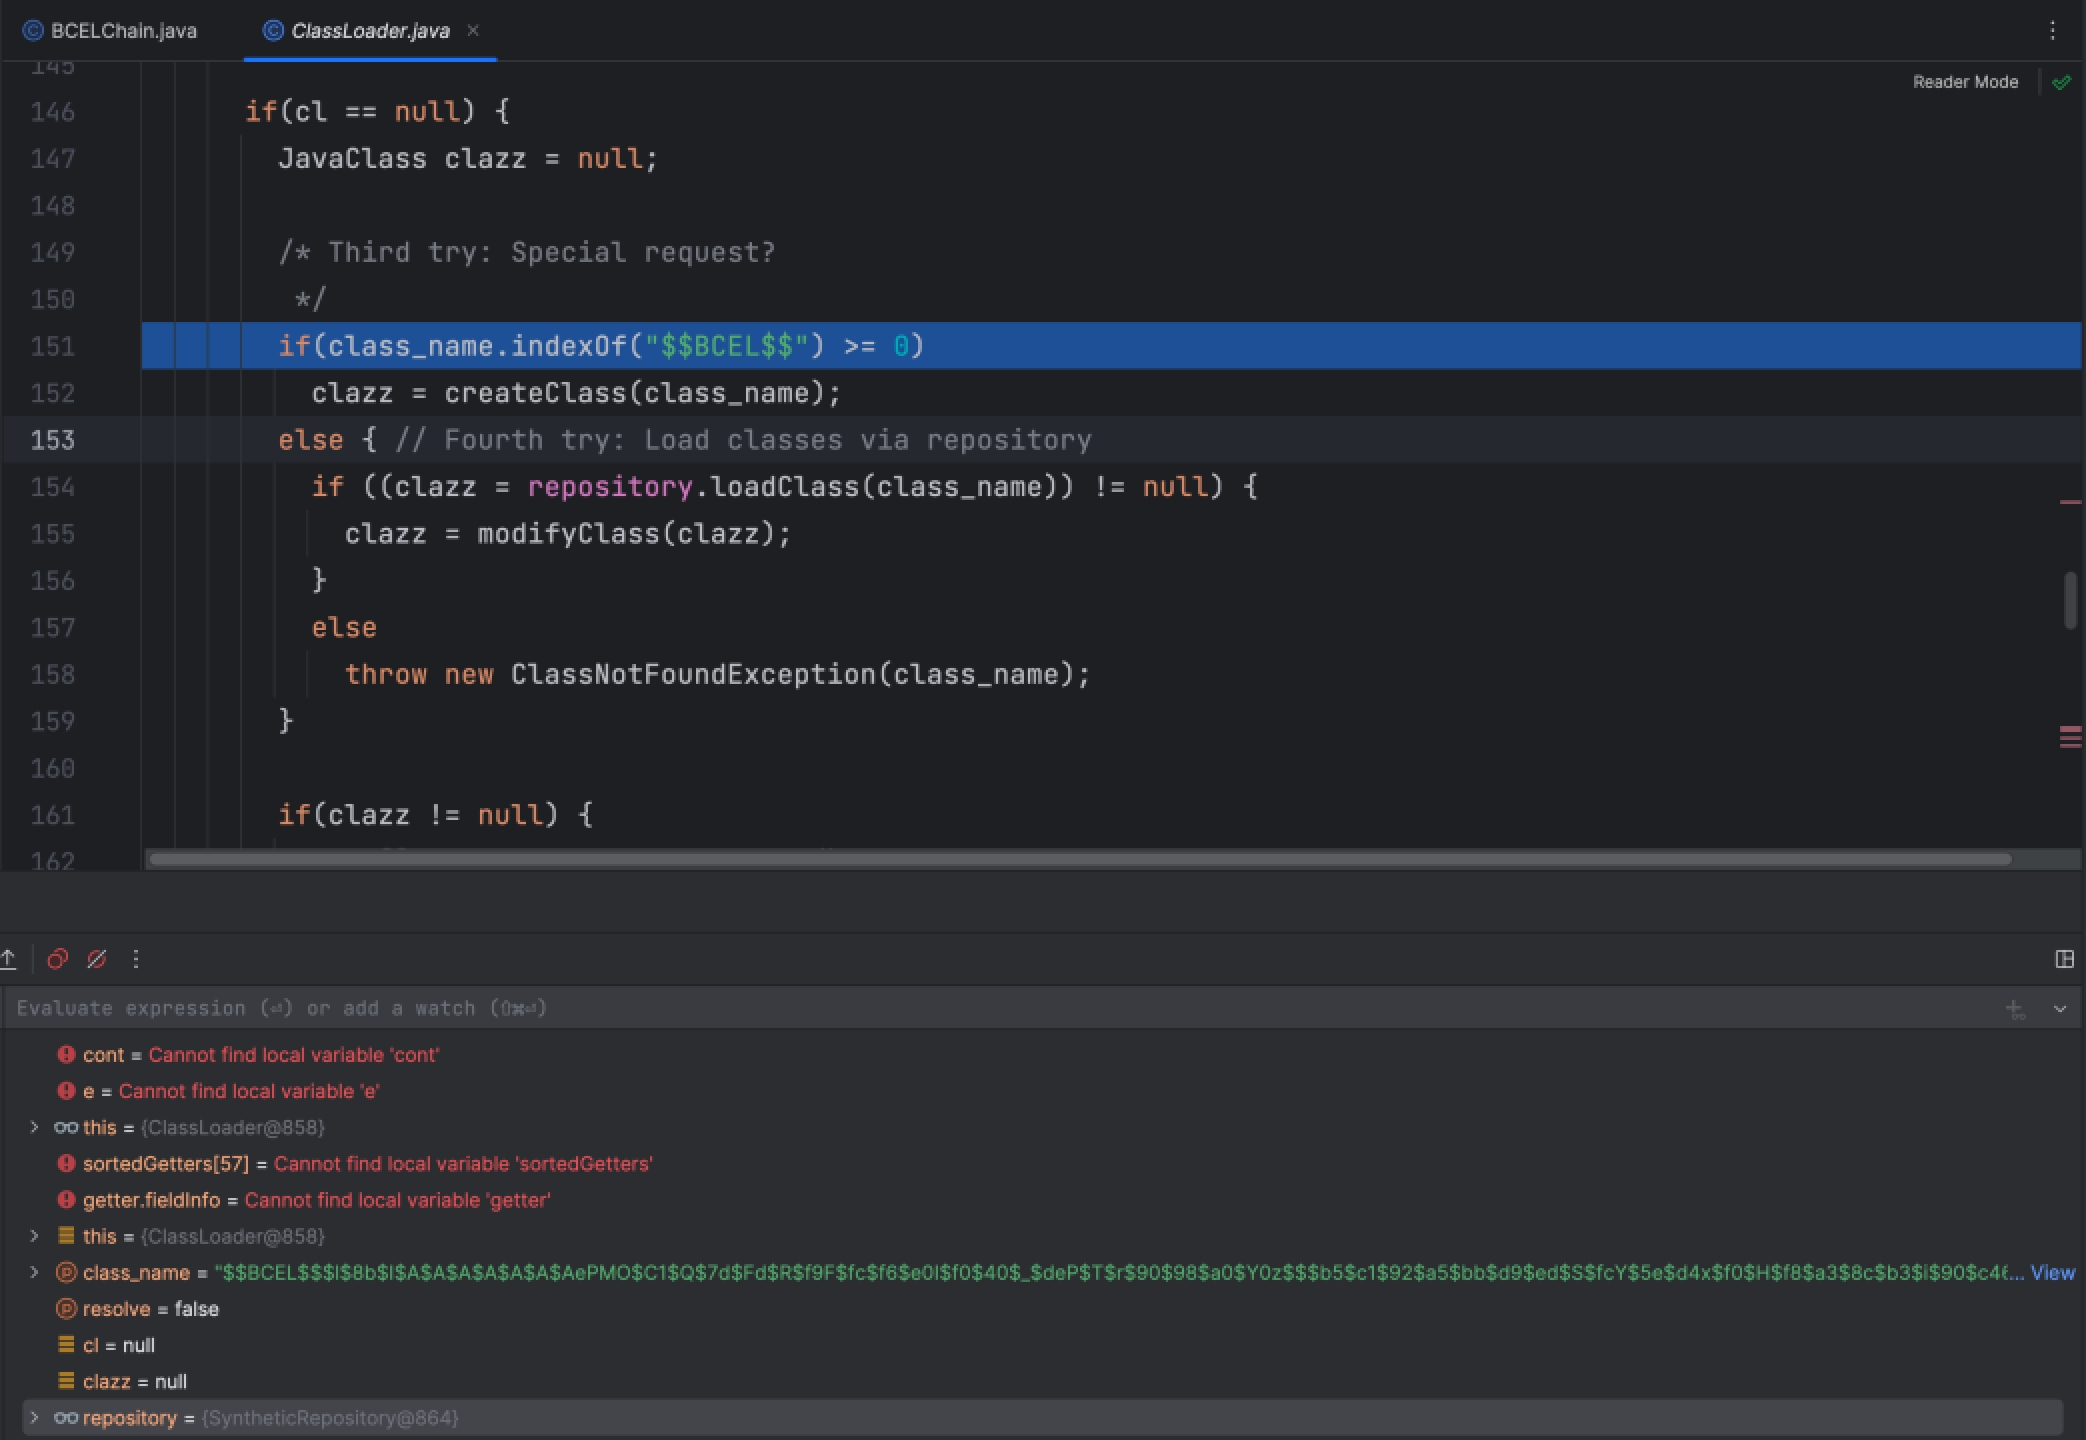 BCELChain.java ClassLoader.java
145
Reader Mode
146 if(cl == null) {
147 JavaClass clazz = null;
148
149 /* Third try: Special request?
150 */
151 if(class_name.indexOf("$$BCEL$$") >= 0)
152 clazz = createClass(class_name);
153 else { // Fourth try: Load classes via repository
154 if ((clazz = repository.loadClass(class_name)) != null) {
155 clazz = modifyClass(clazz);
156 }
157 else
158 throw new ClassNotFoundException(class_name);
159 }
160
161 if(clazz != null) {
162
Evaluate expression (⏎) or add a watch (⇧⌘⏎)
cont = Cannot find local variable 'cont'
e = Cannot find local variable 'e'
this = {ClassLoader@858}
sortedGetters[57] = Cannot find local variable 'sortedGetters'
getter.fieldInfo = Cannot find local variable 'getter'
this = {ClassLoader@858}
class_name = "$$BCEL$$$l$8b$I$A$A$A$A$A$A$AePMO$C1$Q$7d$Fd$R$f9F$fc$f6$e0I$f0$40$_$deP$T$r$90$98$a0$Y0z$$$b5$c1$92$a5$bb$d9$ed$S$fcY$5e$d4x$f0$H$f8$a3$8c$b3$i$90$c4... View
resolve = false
cl = null
clazz = null
repository = {SyntheticRepository@864}